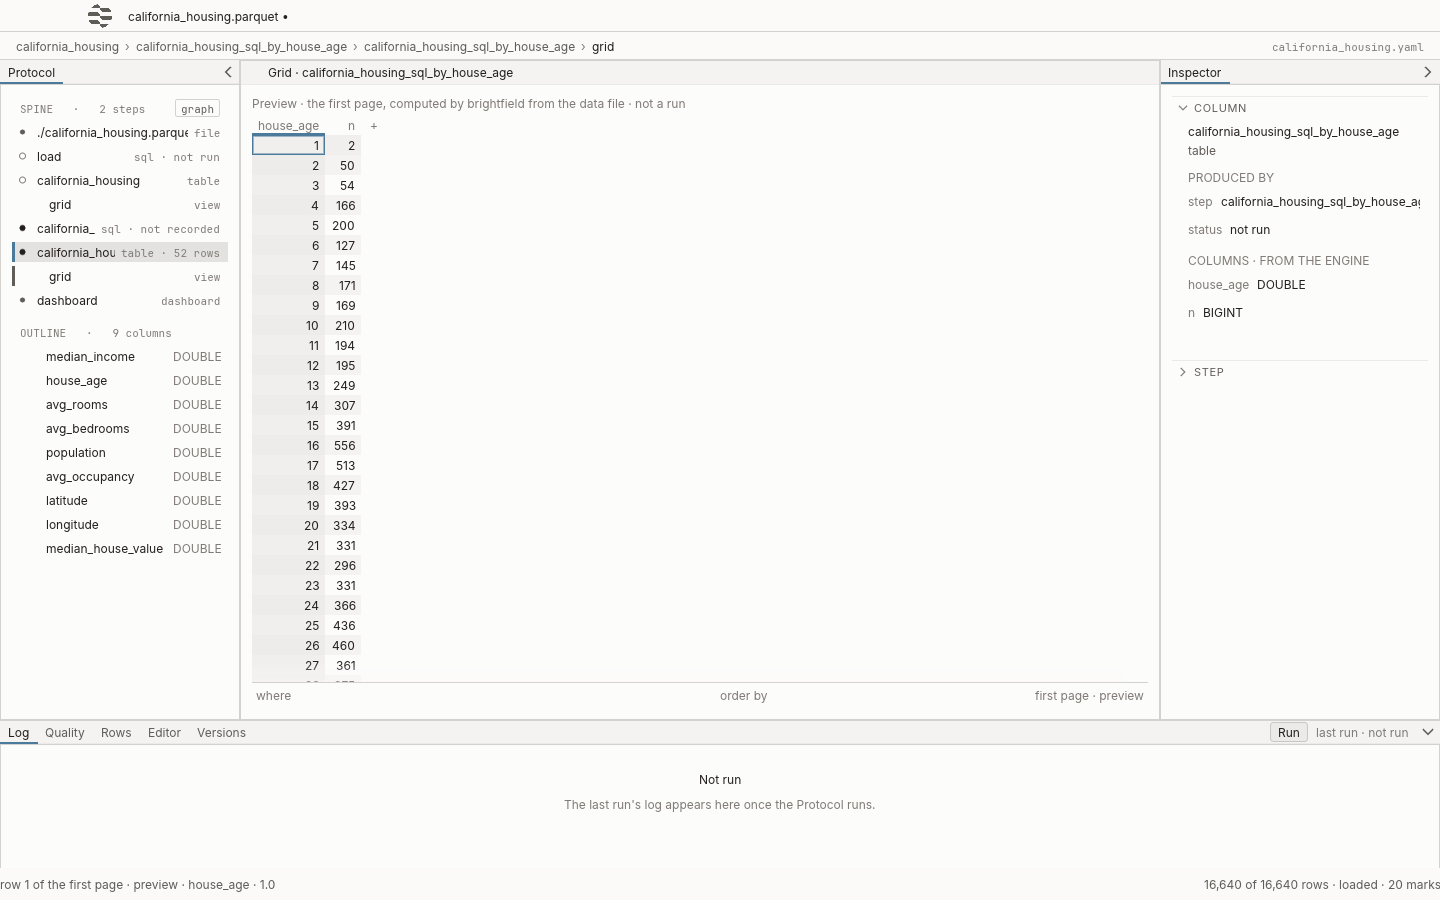 california_housing.parquet •
california_housing › california_housing_sql_by_house_age › california_housing_sql_by_house_age › grid
california_housing.yaml
Protocol
SPINE · 2 steps graph
./california_housing.parque file
load sql · not run
california_housing table
grid view
california_ sql · not recorded
california_hou table · 52 rows
grid view
dashboard dashboard
OUTLINE · 9 columns
median_income DOUBLE
house_age DOUBLE
avg_rooms DOUBLE
avg_bedrooms DOUBLE
population DOUBLE
avg_occupancy DOUBLE
latitude DOUBLE
longitude DOUBLE
median_house_value DOUBLE
Grid · california_housing_sql_by_house_age
Preview · the first page, computed by brightfield from the data file · not a run
house_age n +
1 2
2 50
3 54
4 166
5 200
6 127
7 145
8 171
9 169
10 210
11 194
12 195
13 249
14 307
15 391
16 556
17 513
18 427
19 393
20 334
21 331
22 296
23 331
24 366
25 436
26 460
27 361
where order by first page · preview
Inspector
COLUMN
california_housing_sql_by_house_age
table
PRODUCED BY
step california_housing_sql_by_house_ag
status not run
COLUMNS · FROM THE ENGINE
house_age DOUBLE
n BIGINT
STEP
Log Quality Rows Editor Versions
Run last run · not run
Not run
The last run's log appears here once the Protocol runs.
row 1 of the first page · preview · house_age · 1.0
16,640 of 16,640 rows · loaded · 20 marks